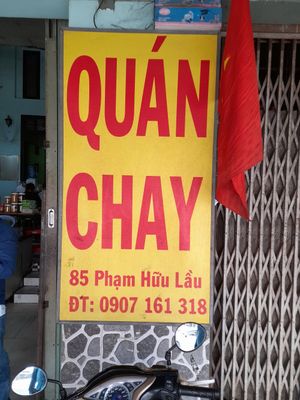 QUÁN
CHAY
85 Phạm Hữu Lầu
ĐT: 0907 161 318